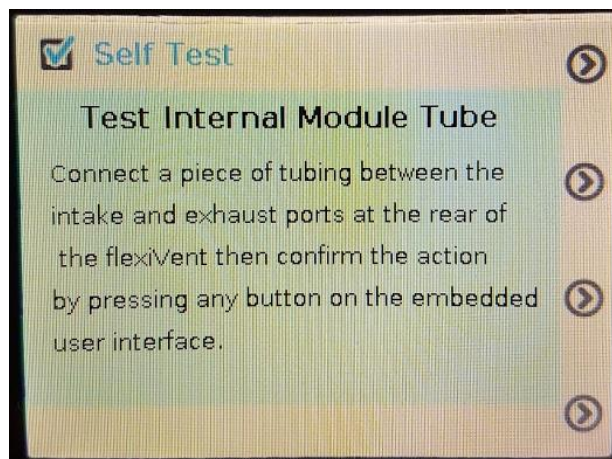 Self Test
Test Internal Module Tube
Connect a piece of tubing between the
intake and exhaust ports at the rear of
the flexiVent then confirm the action
by pressing any button on the embedded
user interface.